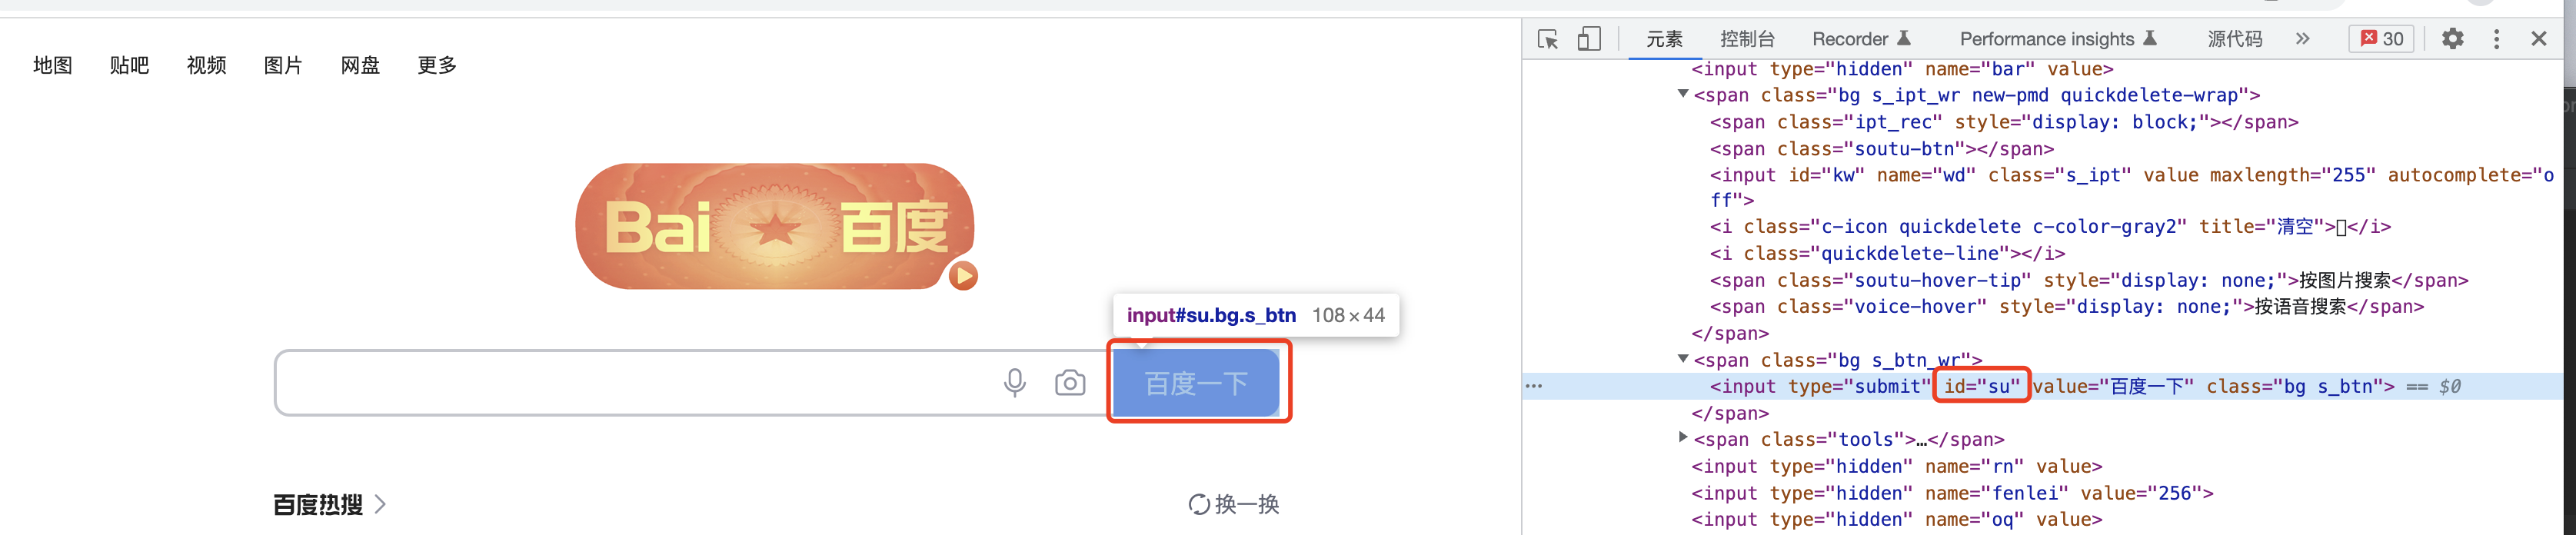 地图 贴吧 视频 图片 网盘 更多
Bai 百度
input#su.bg.s_btn 108×44
百度一下
百度热搜
换一换
元素 控制台 Recorder Performance insights 源代码 30
<input type="hidden" name="bar" value>
<span class="bg s_ipt_wr new-pmd quickdelete-wrap">
<span class="ipt_rec" style="display: block;"></span>
<span class="soutu-btn"></span>
<input id="kw" name="wd" class="s_ipt" value maxlength="255" autocomplete="o
ff">
<i class="c-icon quickdelete c-color-gray2" title="清空"></i>
<i class="quickdelete-line"></i>
<span class="soutu-hover-tip" style="display: none;">按图片搜索</span>
<span class="voice-hover" style="display: none;">按语音搜索</span>
</span>
<span class="bg s_btn_wr">
<input type="submit" id="su" value="百度一下" class="bg s_btn"> == $0
</span>
<span class="tools">…</span>
<input type="hidden" name="rn" value>
<input type="hidden" name="fenlei" value="256">
<input type="hidden" name="oq" value>